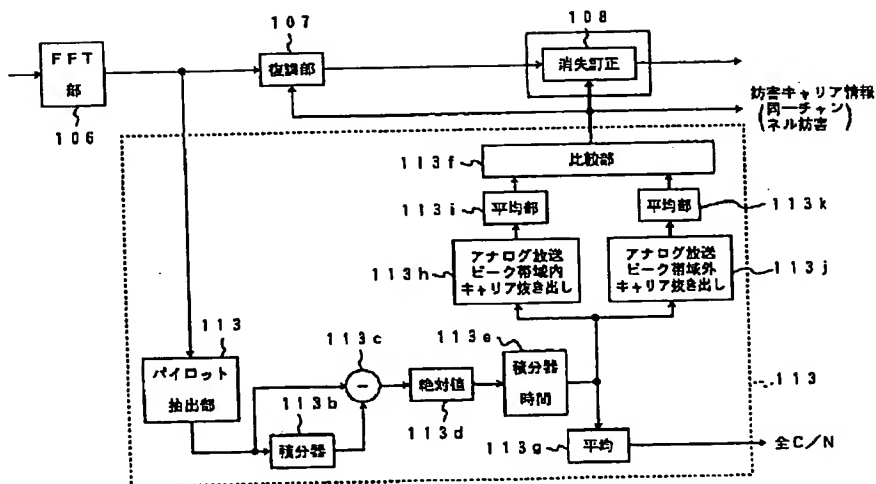 107
108
FFT
部
106
復調部
消失訂正
妨害キャリア情報
(同一チャン
ネル妨害)
113f
比較部
113i
平均部
平均部
113k
113h
アナログ放送
ピーク帯域内
キャリア抜き出し
アナログ放送
ピーク帯域外
キャリア抜き出し
113j
113
パイロット
抽出部
113c
−
113b
積分器
絶対値
113d
113e
積分器
時間
113
113g
平均
全C/N